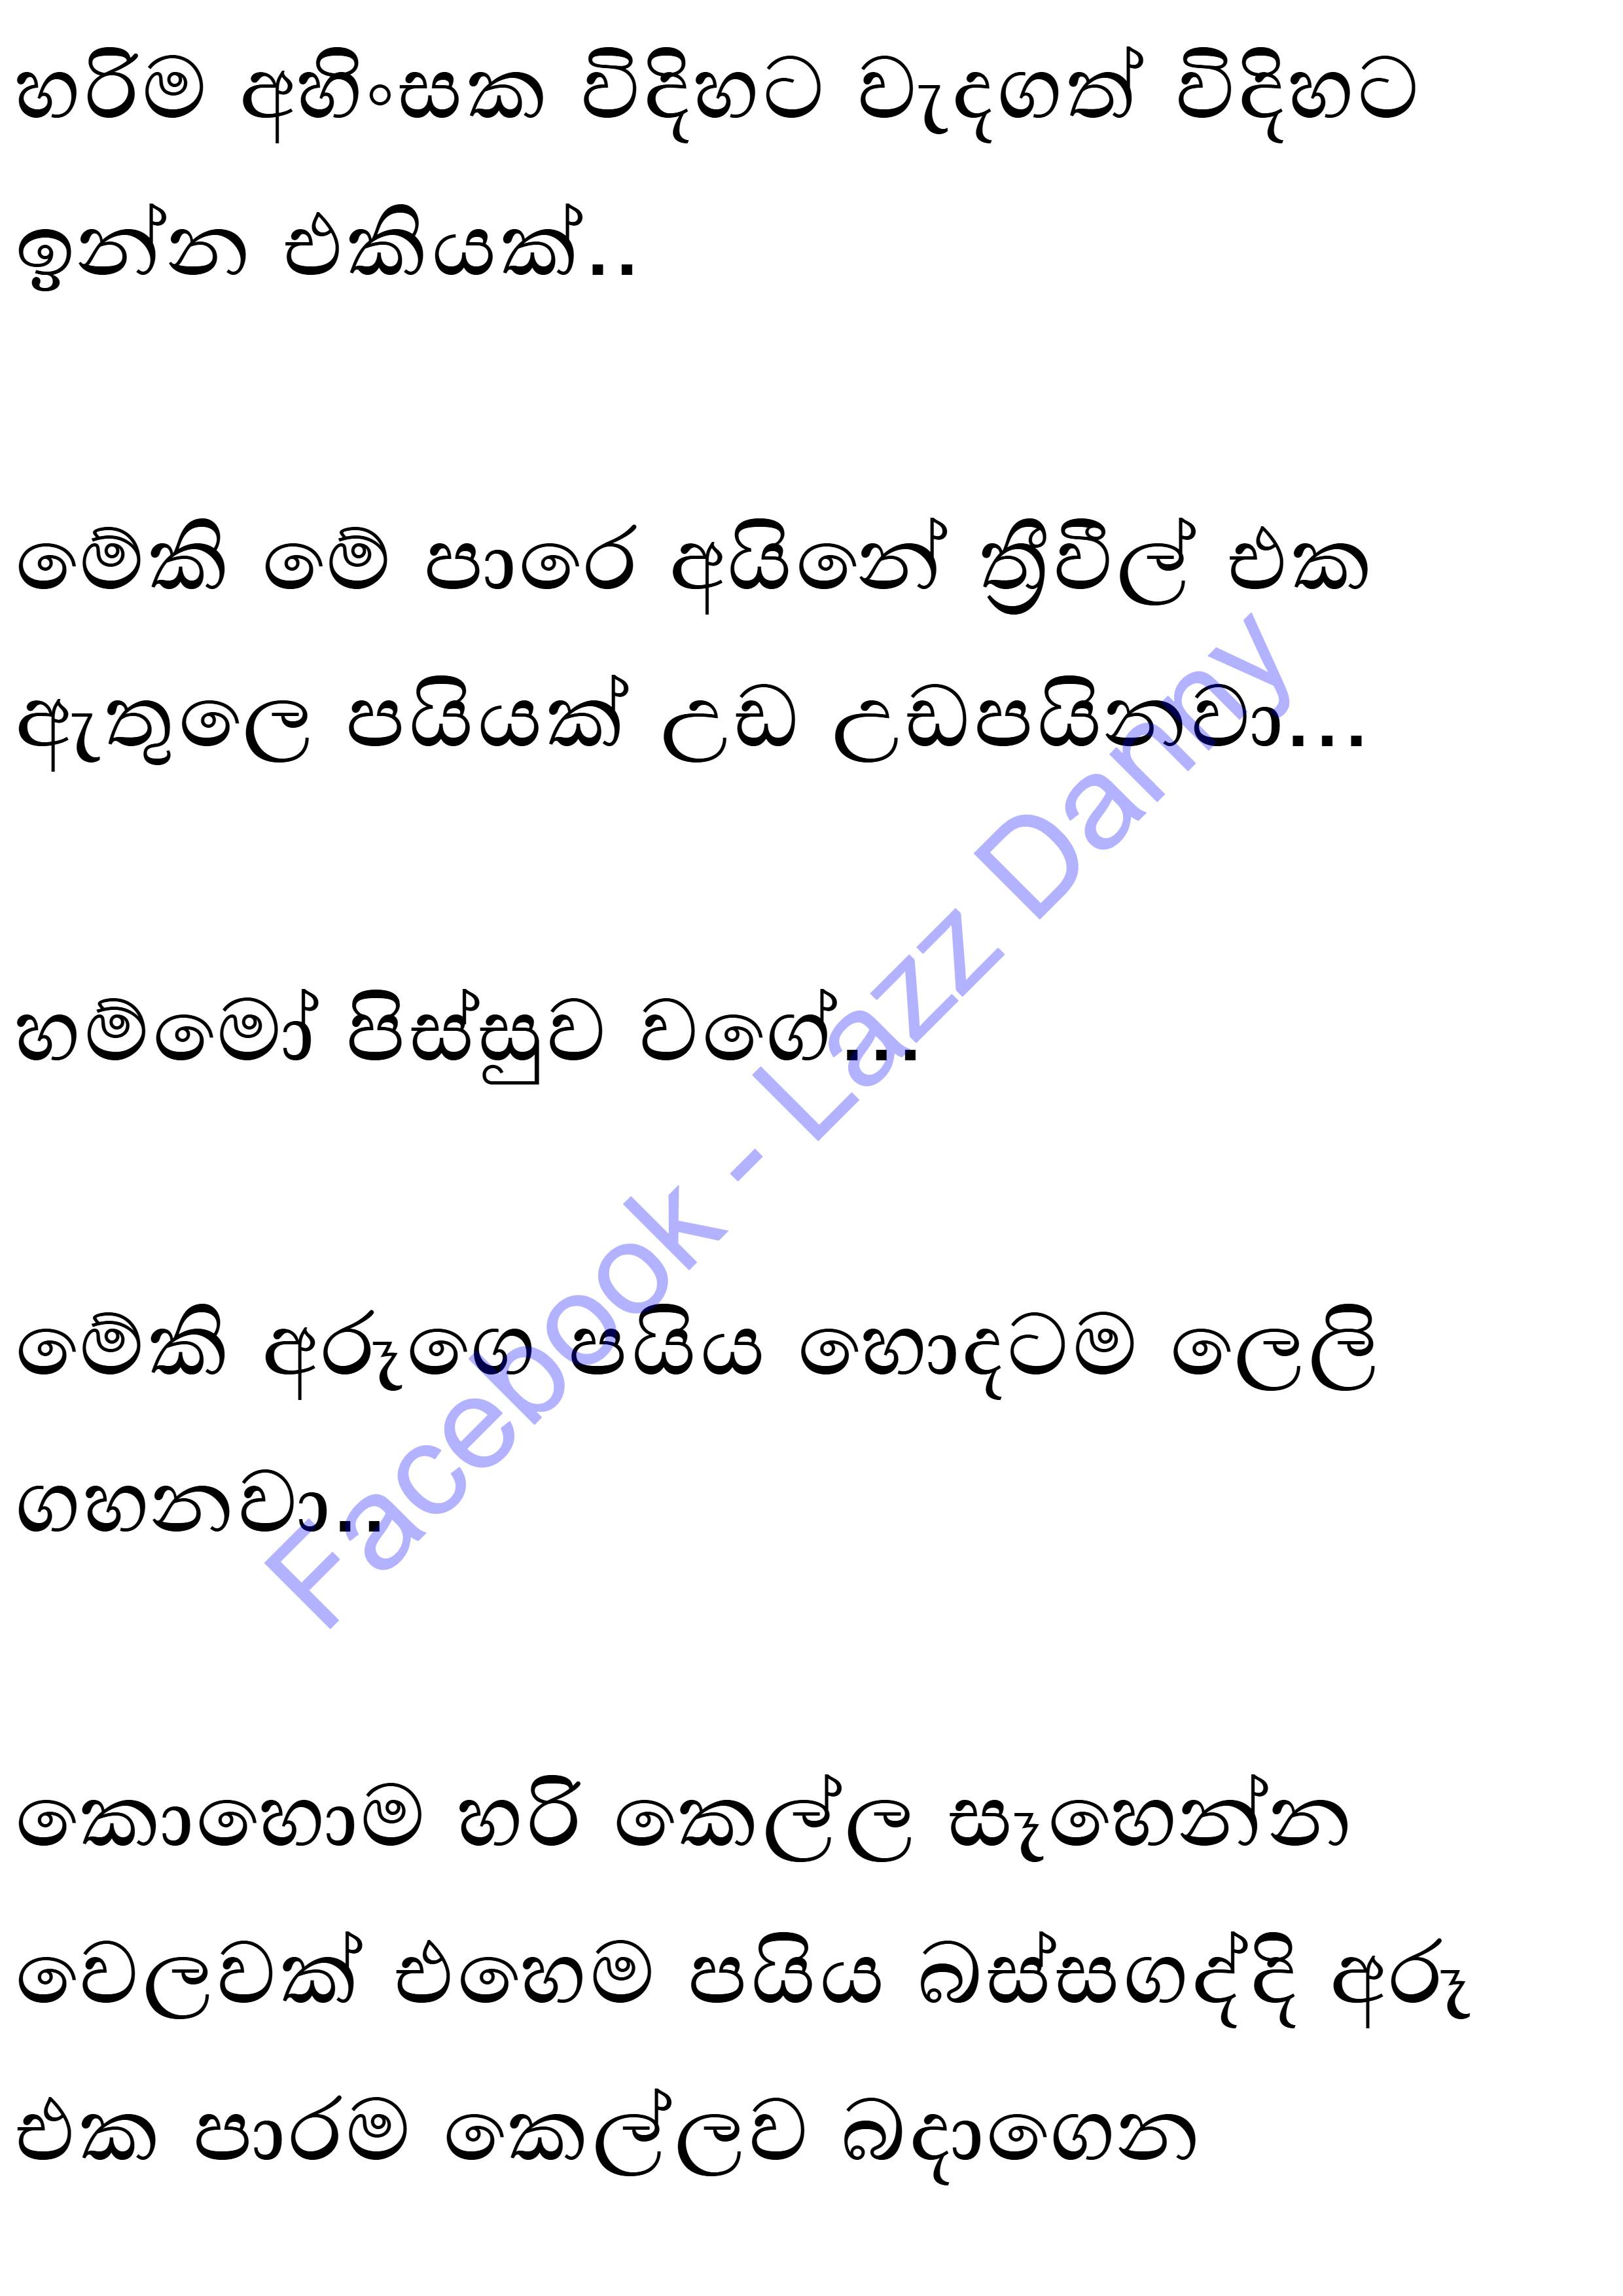 හරිම අහිංසක විදිහට වැදගත් විදිහට
ඉන්න එකියක්..
මේකි මේ පාරෙ අයිනේ ත්‍රීවිල් එක
ඇතුලෙ පයියක් උඩ උඩපයිනවා...
හම්මෝ පිස්සුව වගේ...
මේකි අරූගෙ පයිය හොදටම ලෙලි
ගහනවා..
කොහොම හරි කෙල්ල සෑහෙන්න
වෙලවක් එහෙම පයිය බස්සගද්දි අරූ
එක පාරම කෙල්ලව බදාගෙන
Facebook - Lazz Danny